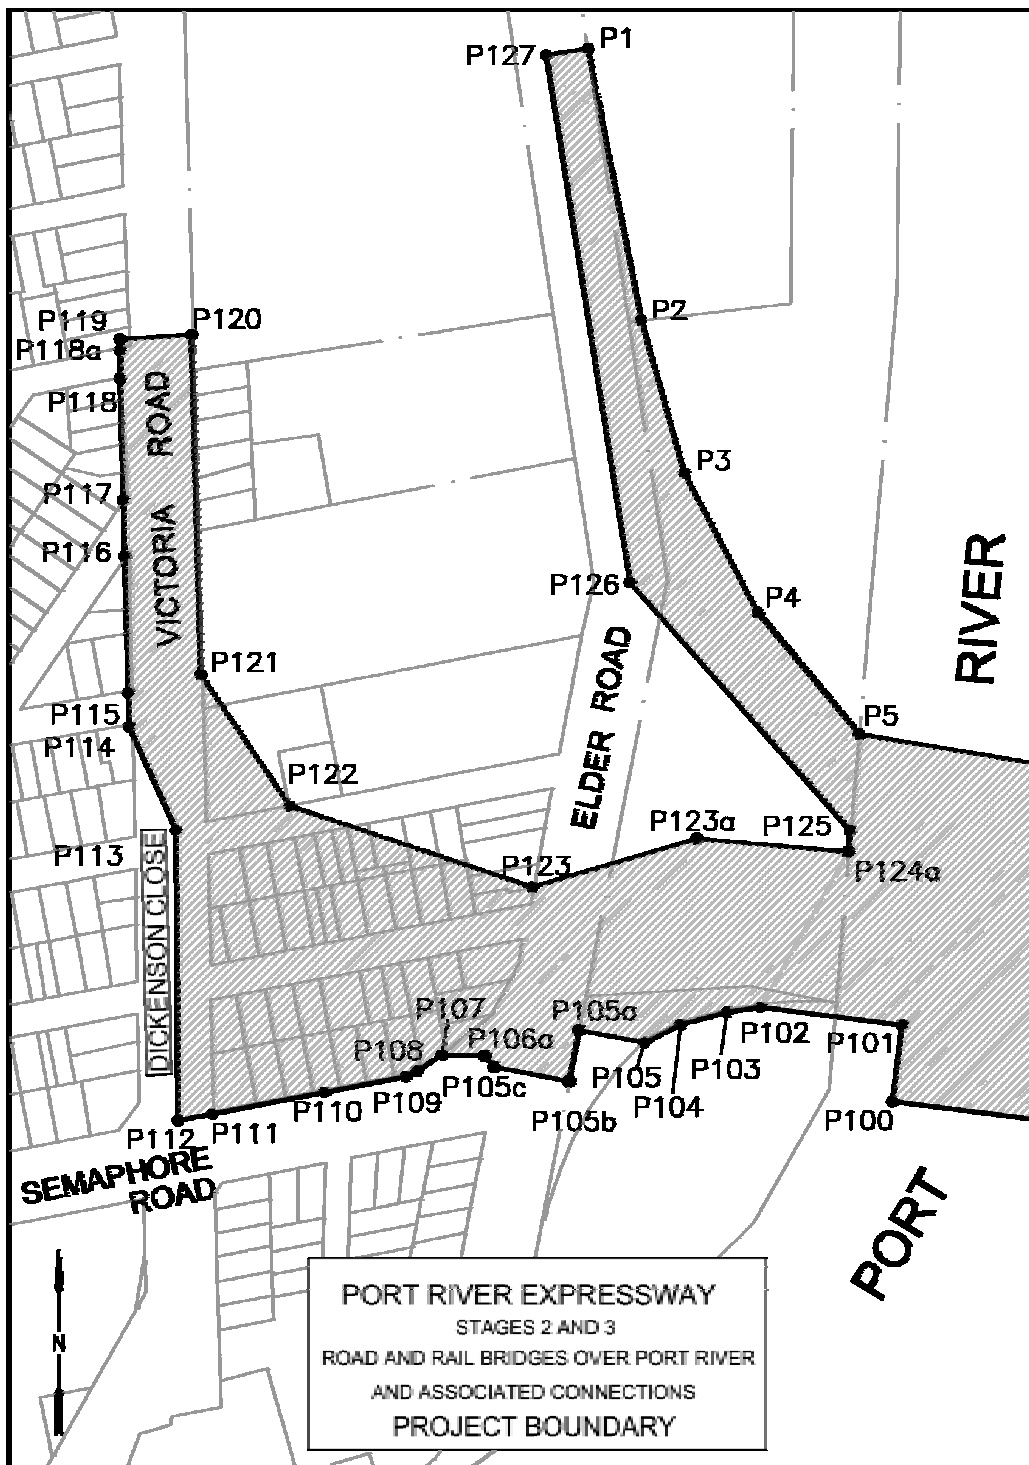 P127
P1
P119
P120
P118a
P118
P2
P117
P3
P116
VICTORIA ROAD
P126
P4
RIVER
P121
ELDER ROAD
P115
P114
P5
P122
P123a
P125
P113
P123
P124a
DICKENSON CLOSE
P107
P105a
P102
P108
P106a
P101
P105c
P105
P103
P109
P104
P110
P105b
P100
P112
P111
SEMAPHORE
ROAD
PORT
N
PORT RIVER EXPRESSWAY
STAGES 2 AND 3
ROAD AND RAIL BRIDGES OVER PORT RIVER
AND ASSOCIATED CONNECTIONS
PROJECT BOUNDARY